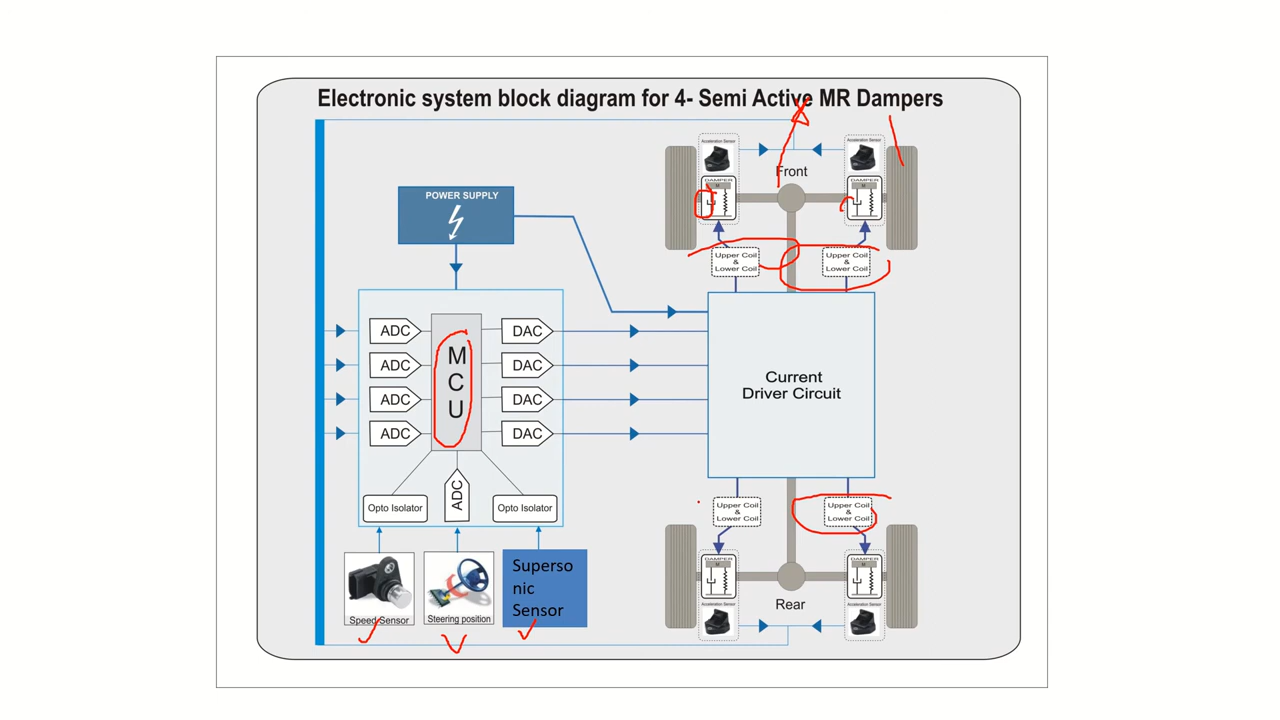 Electronic system block diagram for 4- Semi Active MR Dampers
Acceleration Sensor
Acceleration Sensor
Front
DAMPER
M
DAMPER
M
POWER SUPPLY
Upper Coil
&
Lower Coil
Upper Coil
&
Lower Coil
ADC
ADC
ADC
ADC
M
C
U
DAC
DAC
DAC
DAC
Current
Driver Circuit
Opto Isolator
ADC
Opto Isolator
Upper Coil
&
Lower Coil
Upper Coil
&
Lower Coil
Speed Sensor
Steering position
Superso
nic
Sensor
DAMPER
M
DAMPER
M
Rear
Acceleration Sensor
Acceleration Sensor